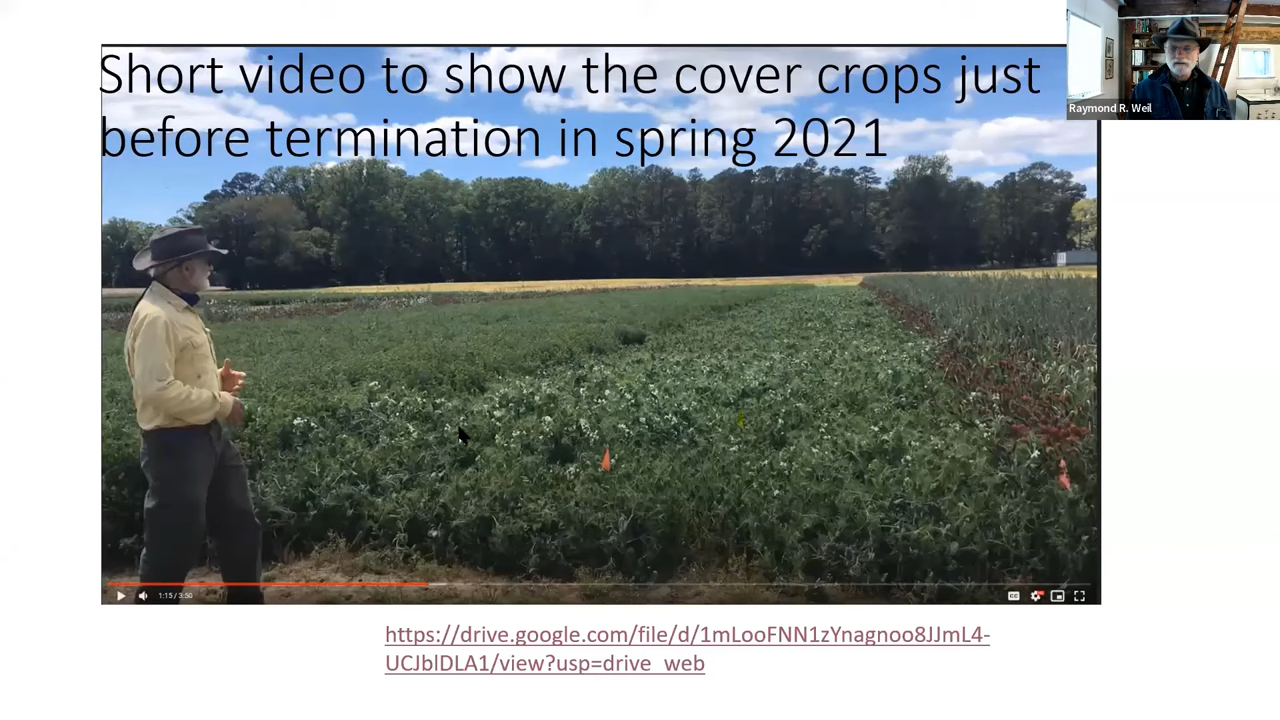 Short video to show the cover crops just
before termination in spring 2021
Raymond R. Weil
1:15 / 3:50
CC
https://drive.google.com/file/d/1mLooFNN1zYnagnoo8JJmL4-
UCJblDLA1/view?usp=drive_web